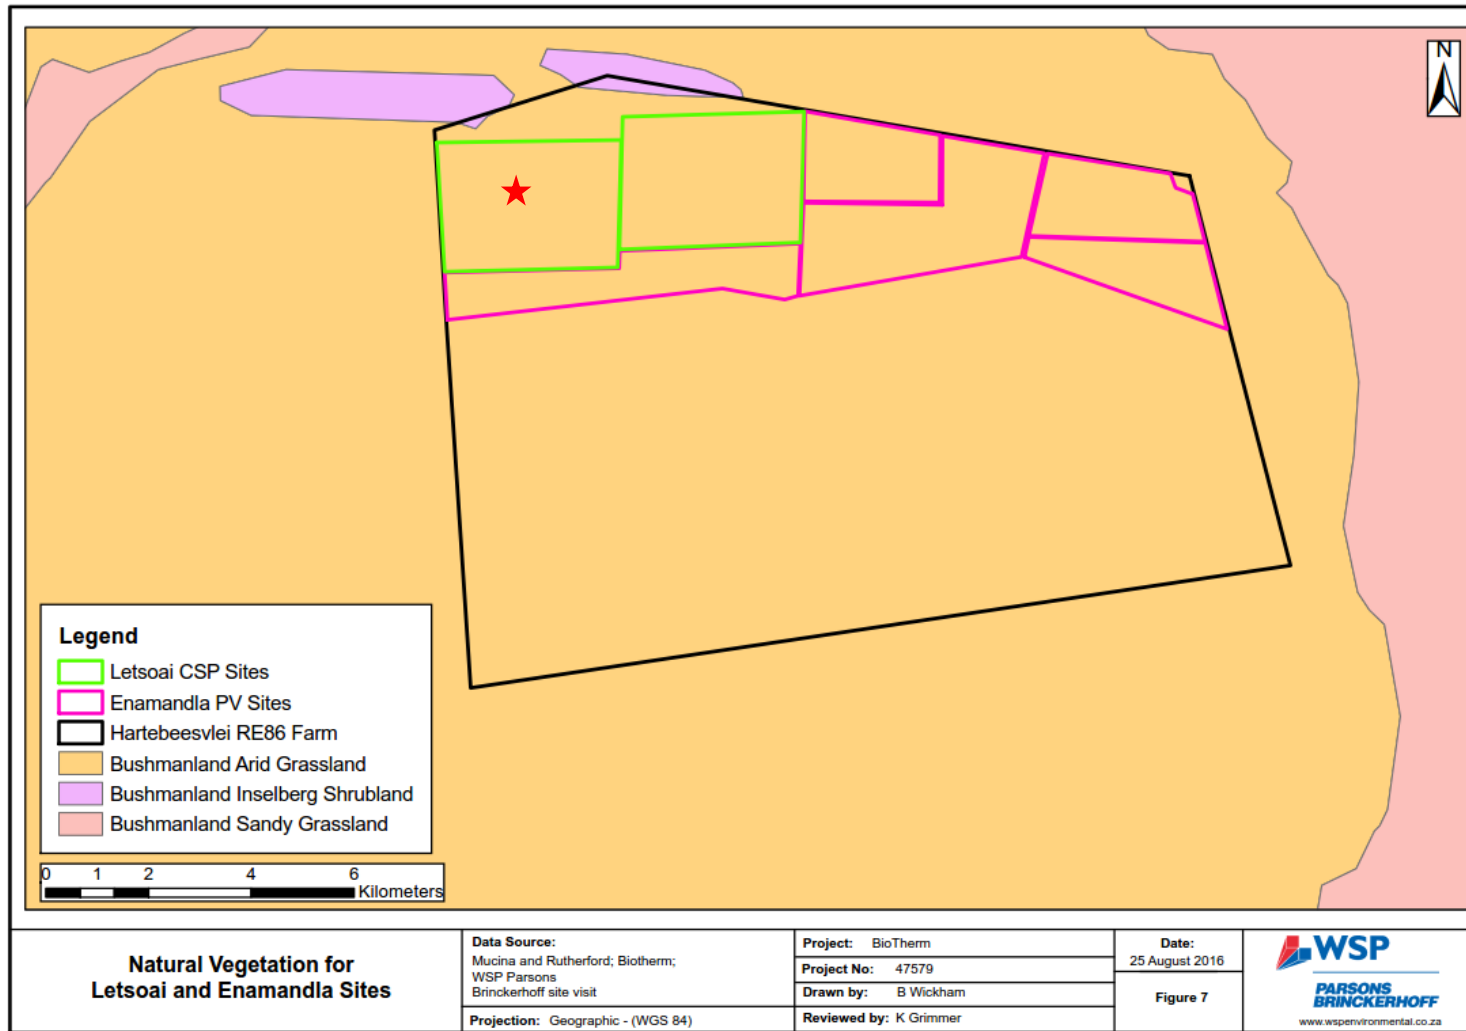 N
Legend
Letsoai CSP Sites
Enamandla PV Sites
Hartebeesvlei RE86 Farm
Bushmanland Arid Grassland
Bushmanland Inselberg Shrubland
Bushmanland Sandy Grassland
0 1 2 4 6
Kilometers
Natural Vegetation for
Letsoai and Enamandla Sites
Data Source:
Mucina and Rutherford; Biotherm;
WSP Parsons
Brinckerhoff site visit
Projection: Geographic - (WGS 84)
Project: BioTherm
Project No: 47579
Drawn by: B Wickham
Reviewed by: K Grimmer
Date:
25 August 2016
Figure 7
WSP
PARSONS
BRINCKERHOFF
www.wspenvironmental.co.za